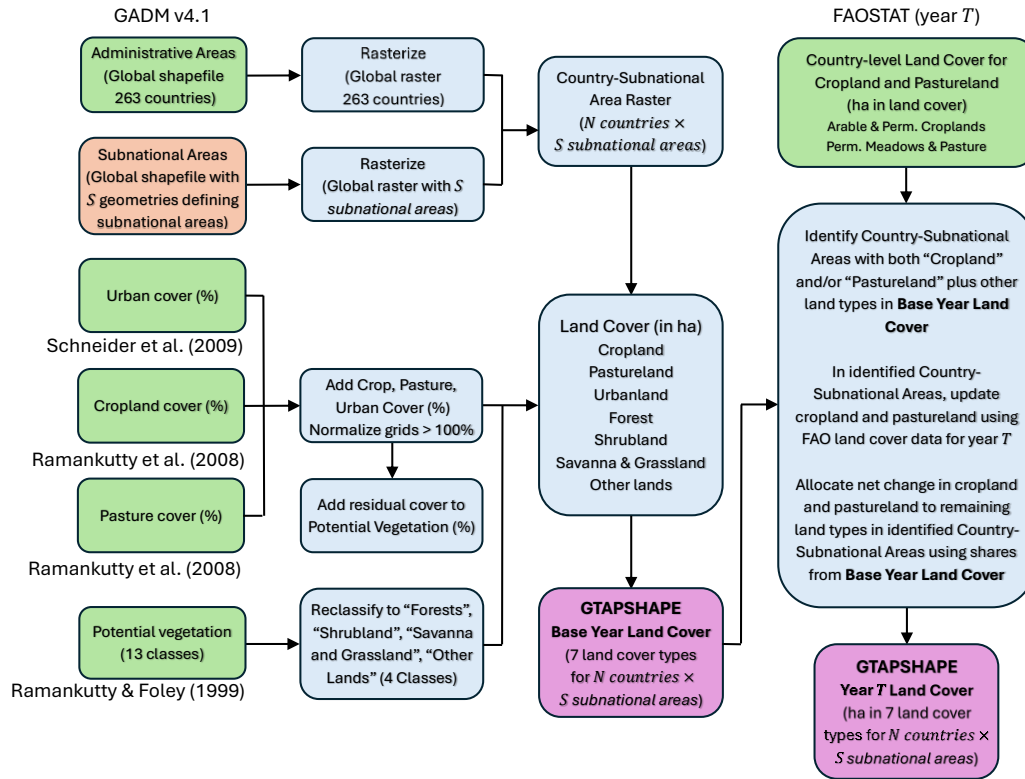 GADM v4.1
Administrative Areas
(Global shapefile
263 countries)
Rasterize
(Global raster
263 countries)
Subnational Areas
(Global shapefile with
S geometries defining
subnational areas)
Rasterize
(Global raster with S
subnational areas)
Country-Subnational
Area Raster
(N countries ×
S subnational areas)
Urban cover (%)
Schneider et al. (2009)
Cropland cover (%)
Ramankutty et al. (2008)
Pasture cover (%)
Ramankutty et al. (2008)
Potential vegetation
(13 classes)
Ramankutty & Foley (1999)
Add Crop, Pasture,
Urban Cover (%)
Normalize grids > 100%
Add residual cover to
Potential Vegetation (%)
Reclassify to “Forests”,
“Shrubland”, “Savanna
and Grassland”, “Other
Lands” (4 Classes)
Land Cover (in ha)
Cropland
Pastureland
Urbanland
Forest
Shrubland
Savanna & Grassland
Other lands
GTAPSHAPE
Base Year Land Cover
(7 land cover types
for N countries ×
S subnational areas)
FAOSTAT (year T)
Country-level Land Cover for
Cropland and Pastureland
(ha in land cover)
Arable & Perm. Croplands
Perm. Meadows & Pasture
Identify Country-Subnational
Areas with both “Cropland”
and/or “Pastureland” plus other
land types in Base Year Land
Cover
In identified Country-
Subnational Areas, update
cropland and pastureland using
FAO land cover data for year T
Allocate net change in cropland
and pastureland to remaining
land types in identified Country-
Subnational Areas using shares
from Base Year Land Cover
GTAPSHAPE
Year T Land Cover
(ha in 7 land cover
types for N countries ×
S subnational areas)